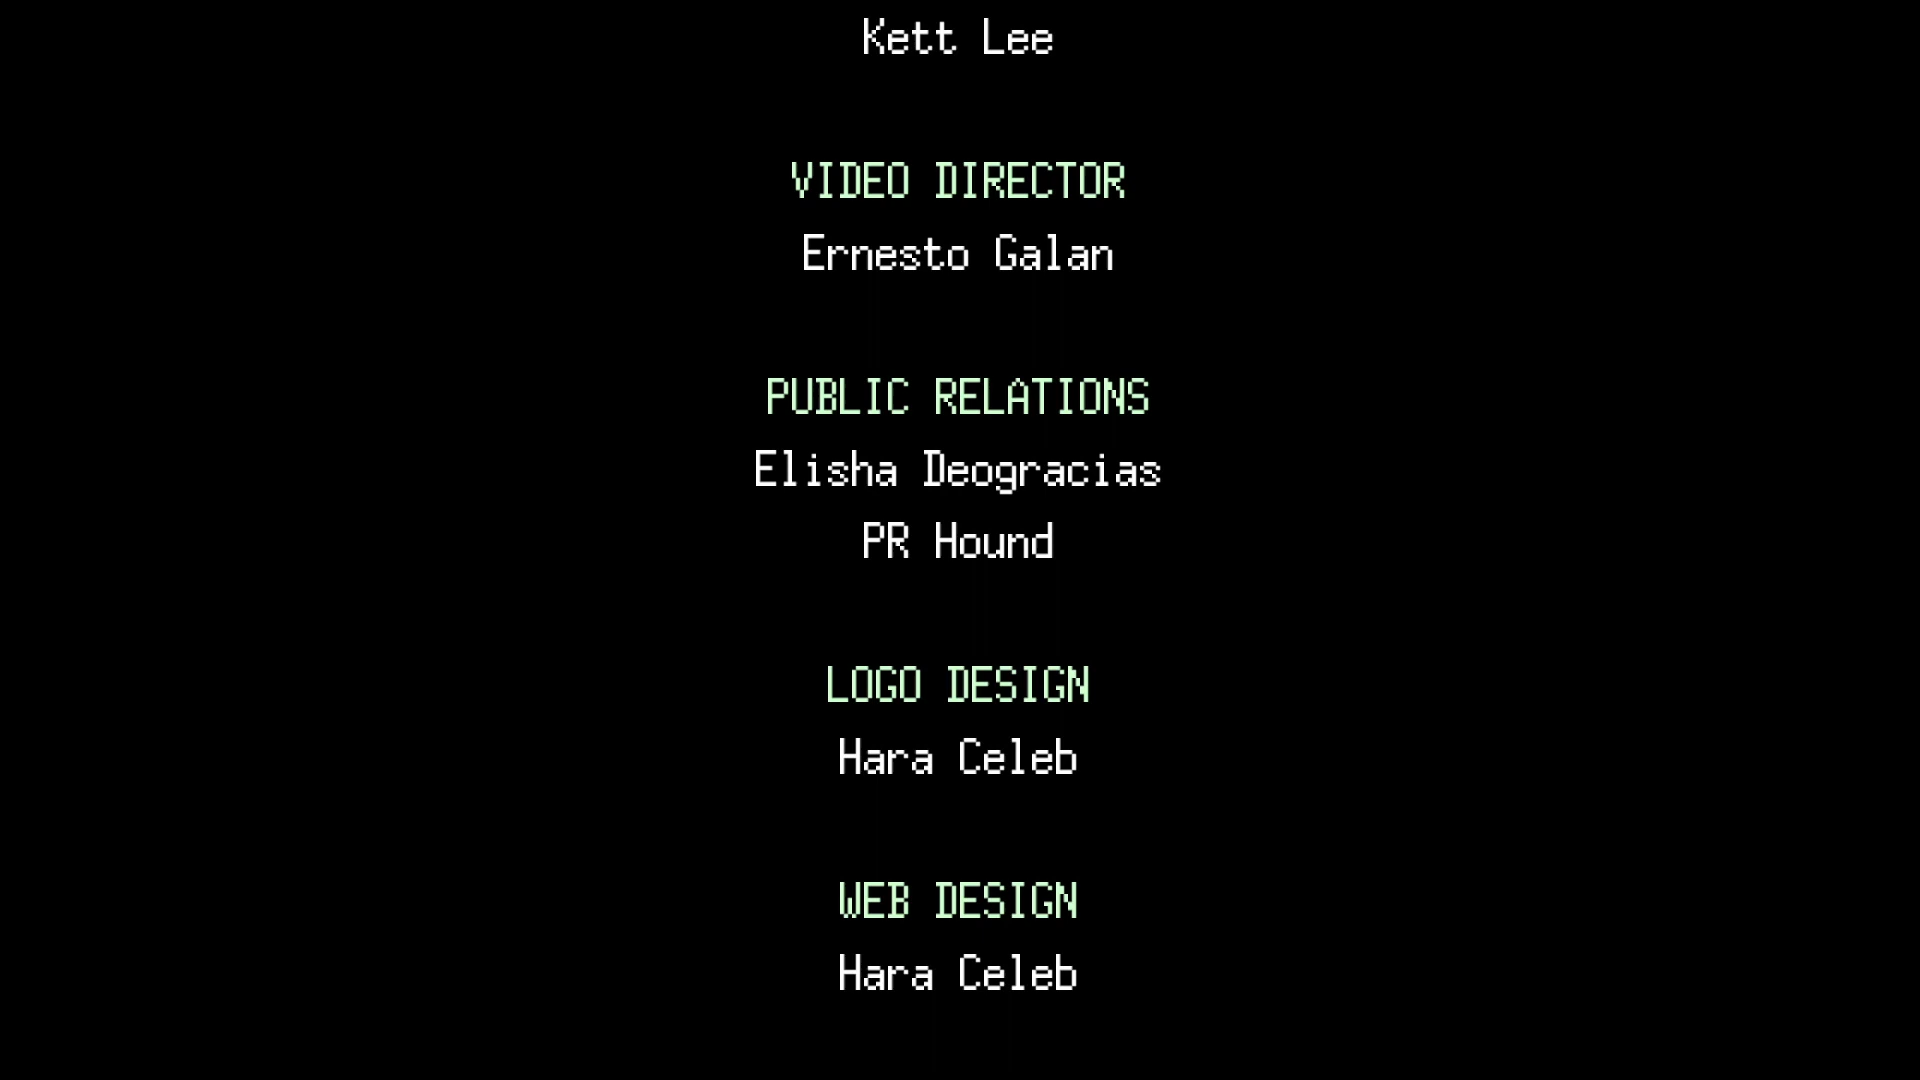 Kett Lee
VIDEO DIRECTOR
Ernesto Galan
PUBLIC RELATIONS
Elisha Deogracias
PR Hound
LOGO DESIGN
Hara Celeb
WEB DESIGN
Hara Celeb